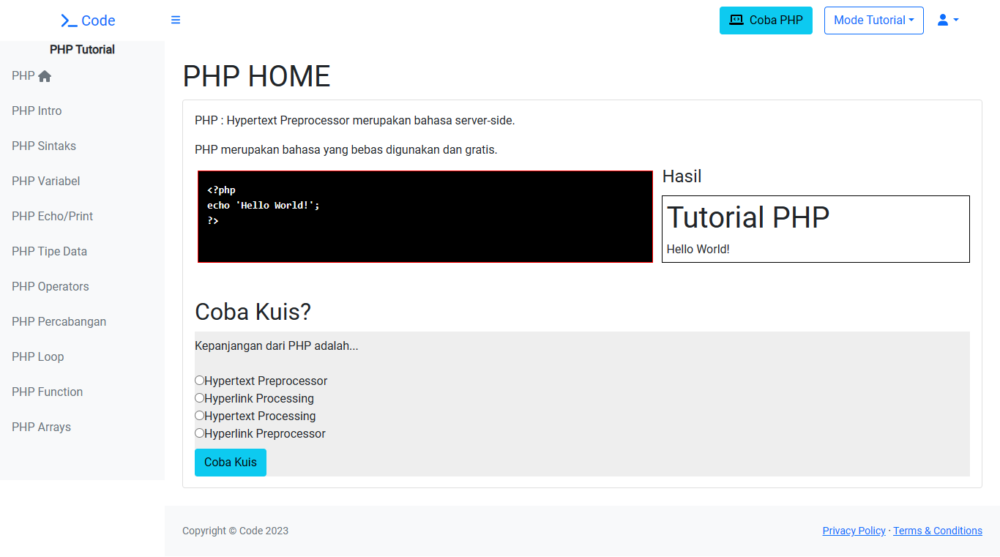 Code
Coba PHP
Mode Tutorial
PHP Tutorial
PHP
PHP Intro
PHP Sintaks
PHP Variabel
PHP Echo/Print
PHP Tipe Data
PHP Operators
PHP Percabangan
PHP Loop
PHP Function
PHP Arrays
PHP HOME
PHP : Hypertext Preprocessor merupakan bahasa server-side.
PHP merupakan bahasa yang bebas digunakan dan gratis.
<?php
echo 'Hello World!';
?>
Hasil
Tutorial PHP
Hello World!
Coba Kuis?
Kepanjangan dari PHP adalah...
Hypertext Preprocessor
Hyperlink Processing
Hypertext Processing
Hyperlink Preprocessor
Coba Kuis
Copyright © Code 2023
Privacy Policy · Terms & Conditions